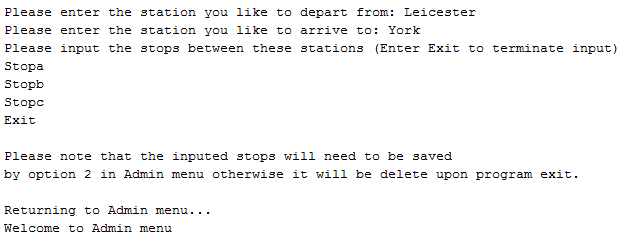 Please enter the station you like to depart from: Leicester
Please enter the station you like to arrive to: York
Please input the stops between these stations (Enter Exit to terminate input)
Stopa
Stopb
Stopc
Exit
Please note that the inputed stops will need to be saved
by option 2 in Admin menu otherwise it will be delete upon program exit.
Returning to Admin menu...
Welcome to Admin menu